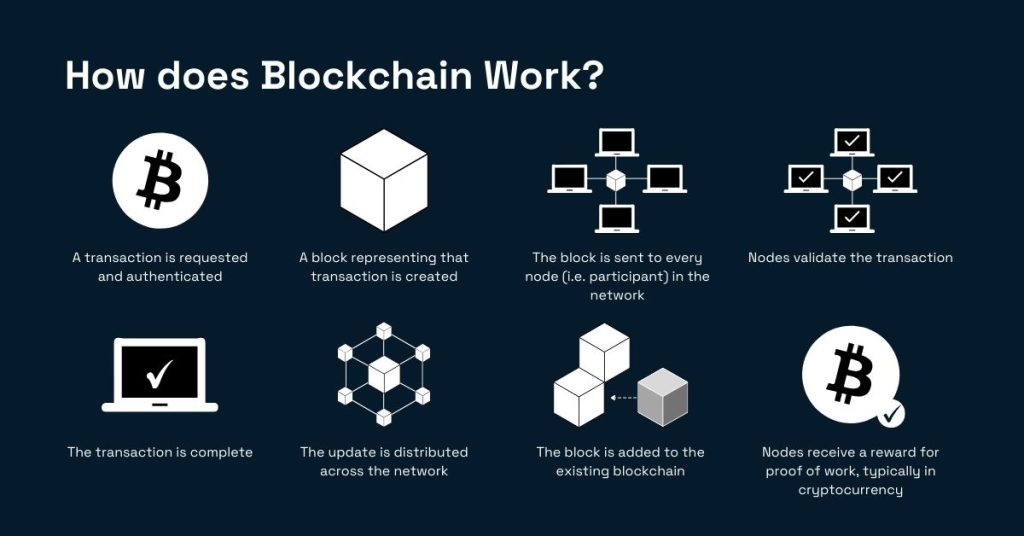 How does Blockchain Work?
A transaction is requested
and authenticated
A block representing that
transaction is created
The block is sent to every
node (i.e. participant) in the
network
Nodes validate the transaction
The transaction is complete
The update is distributed
across the network
The block is added to the
existing blockchain
Nodes receive a reward for
proof of work, typically in
cryptocurrency